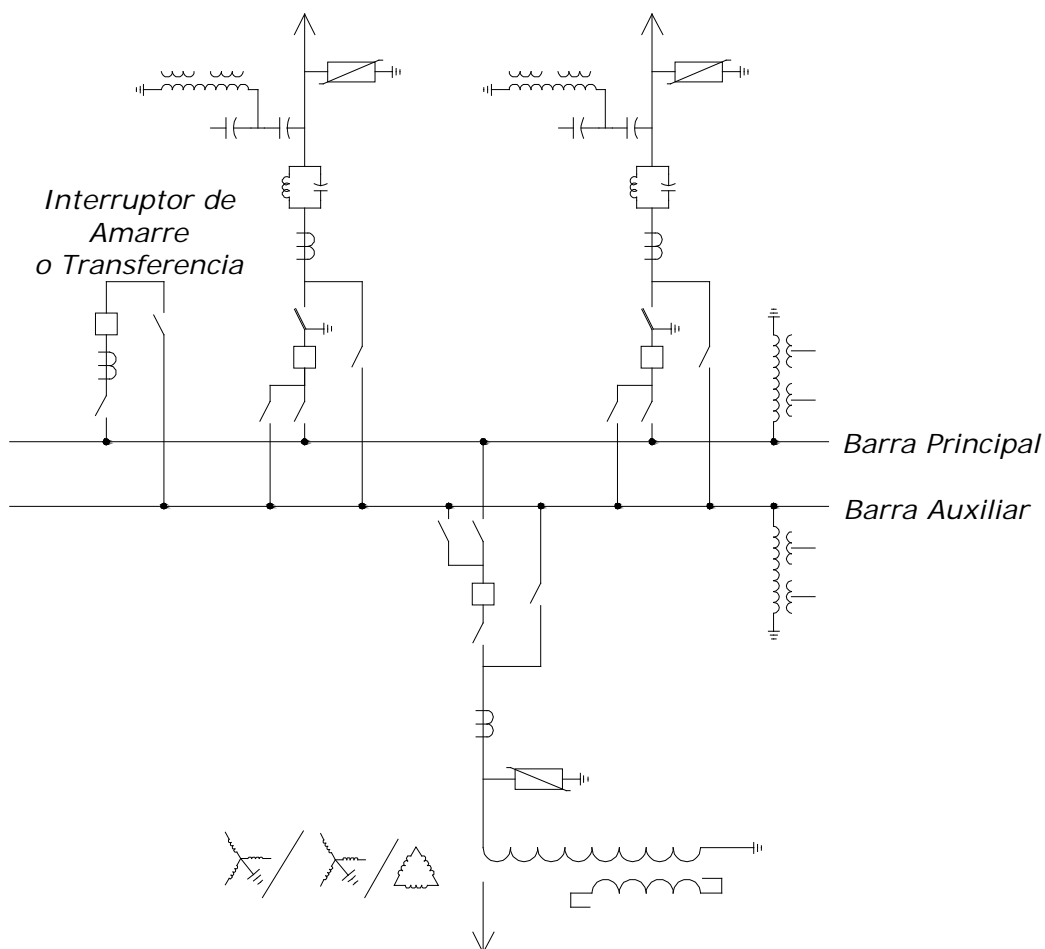 Interruptor de
Amarre
o Transferencia
Barra Principal
Barra Auxiliar